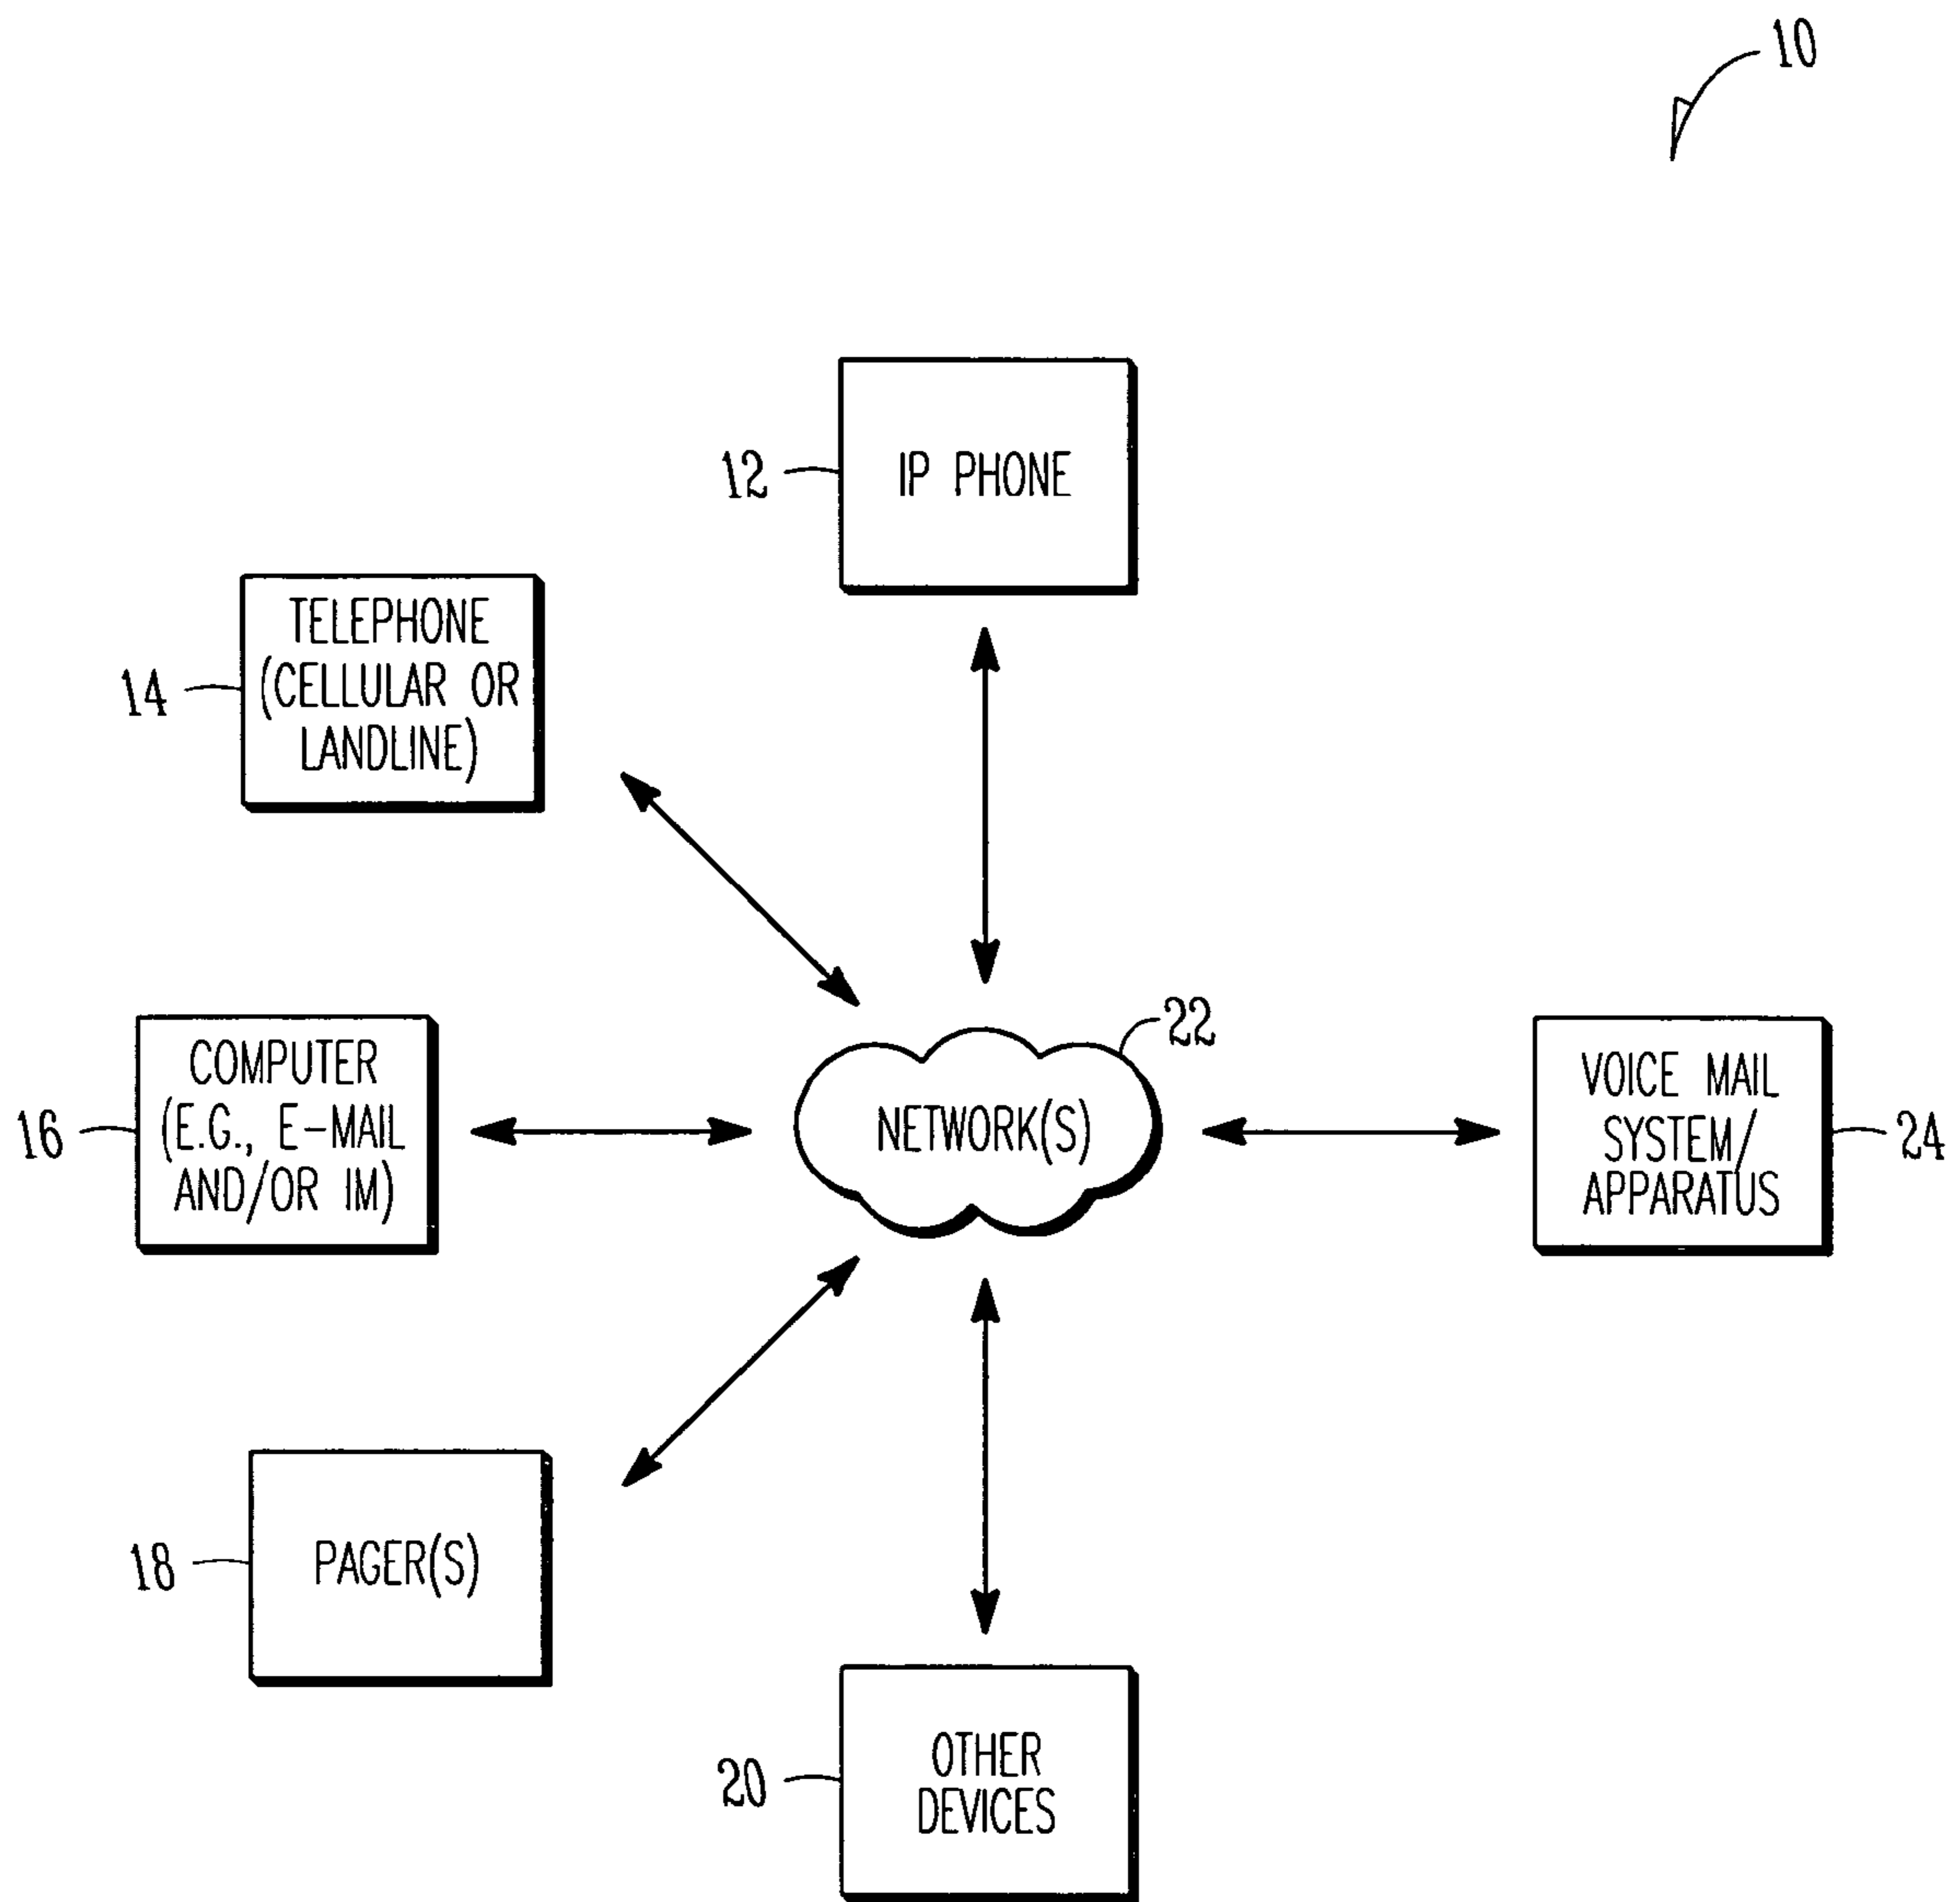 10
12
IP PHONE
14
TELEPHONE
(CELLULAR OR
LANDLINE)
22
16
COMPUTER
(E.G., E-MAIL
AND/OR IM)
NETWORK(S)
VOICE MAIL
SYSTEM/
APPARATUS
24
18
PAGER(S)
20
OTHER
DEVICES